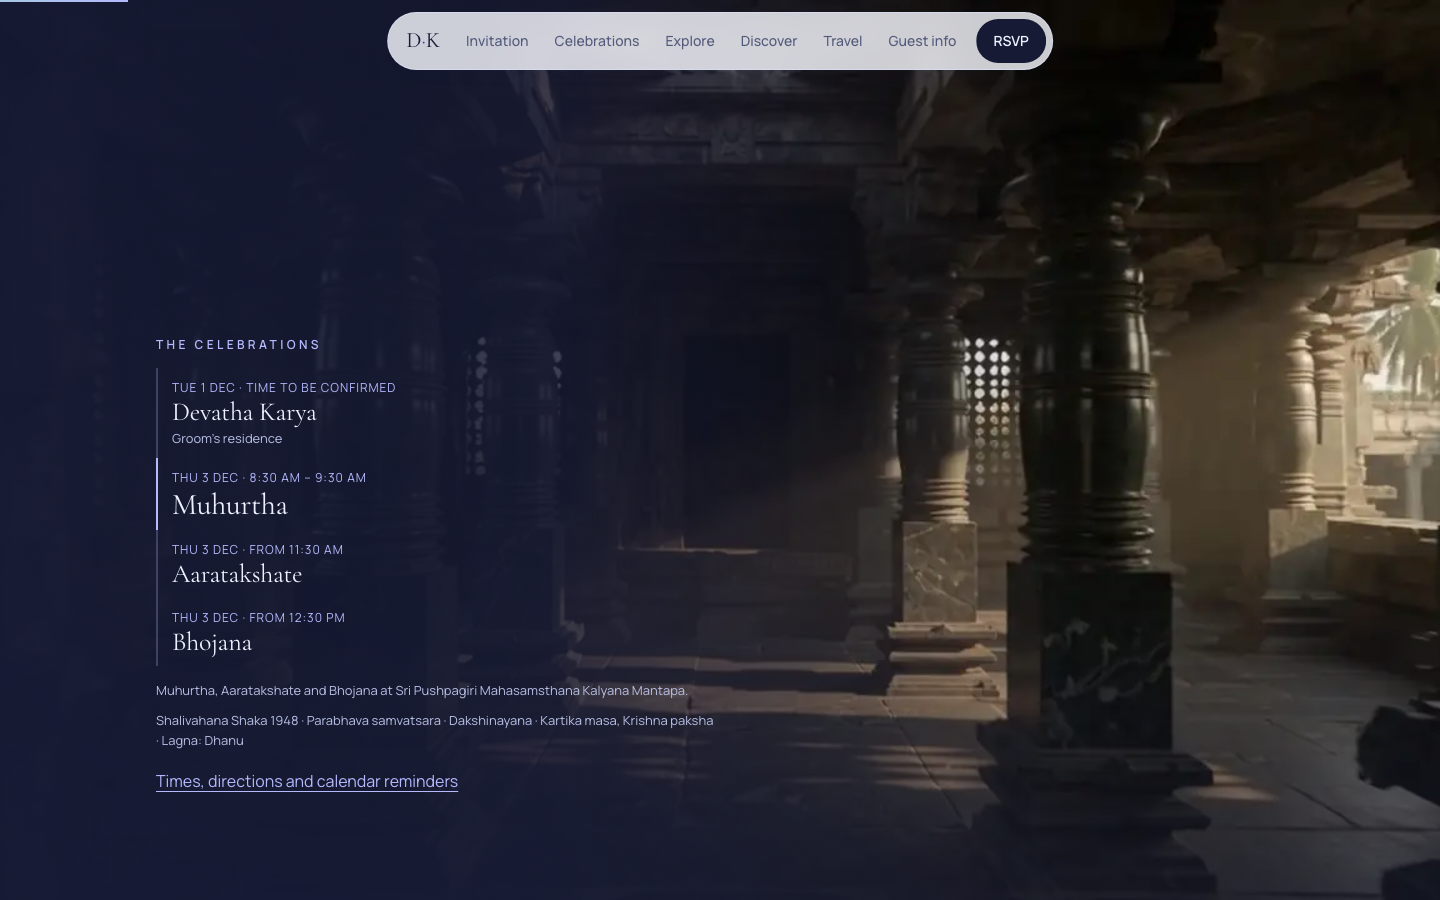 D·K Invitation Celebrations Explore Discover Travel Guest info RSVP
THE CELEBRATIONS
TUE 1 DEC · TIME TO BE CONFIRMED
Devatha Karya
Groom's residence
THU 3 DEC · 8:30 AM – 9:30 AM
Muhurtha
THU 3 DEC · FROM 11:30 AM
Aaratakshate
THU 3 DEC · FROM 12:30 PM
Bhojana
Muhurtha, Aaratakshate and Bhojana at Sri Pushpagiri Mahasamsthana Kalyana Mantapa.
Shalivahana Shaka 1948 · Parabhava samvatsara · Dakshinayana · Kartika masa, Krishna paksha
· Lagna: Dhanu
Times, directions and calendar reminders